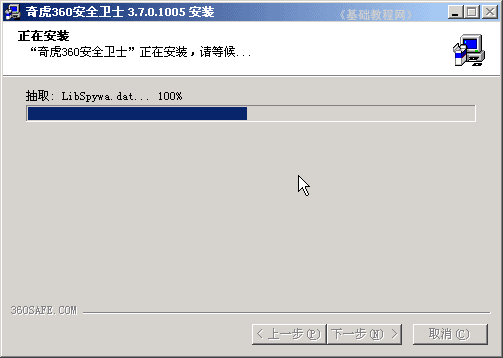 奇虎360安全卫士 3.7.0.1005 安装
《基础教程网》
正在安装
“奇虎360安全卫士”正在安装，请等候...
抽取: LibSpywa.dat... 100%
360SAFE.COM
< 上一步(P) 下一步(N) > 取消(C)